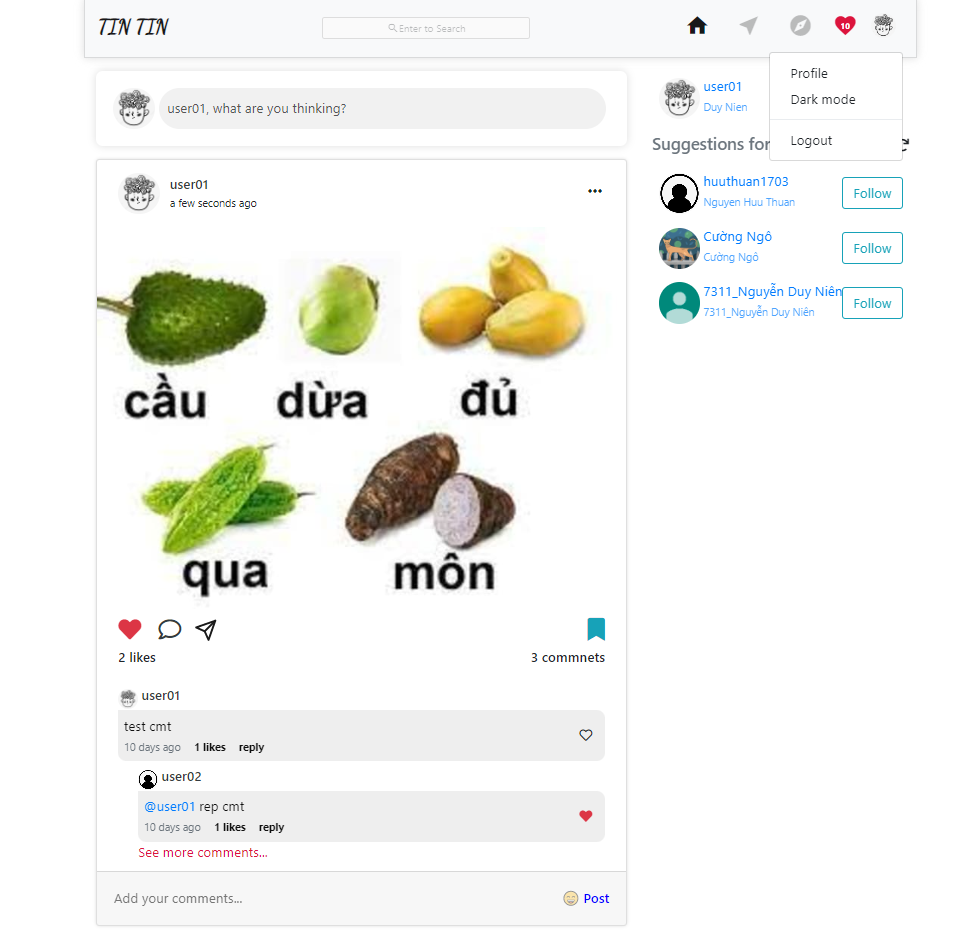 TIN TIN
Enter to Search
10
Profile
Dark mode
Logout
user01, what are you thinking?
user01
Duy Nien
Suggestions for
huuthuan1703
Nguyen Huu Thuan
Follow
Cường Ngô
Cường Ngô
Follow
7311_Nguyễn Duy Niên
7311_Nguyễn Duy Niên
Follow
user01
a few seconds ago
cầu dừa đủ
qua môn
2 likes 3 commnets
user01
test cmt
10 days ago 1 likes reply
user02
@user01 rep cmt
10 days ago 1 likes reply
See more comments...
Add your comments... Post